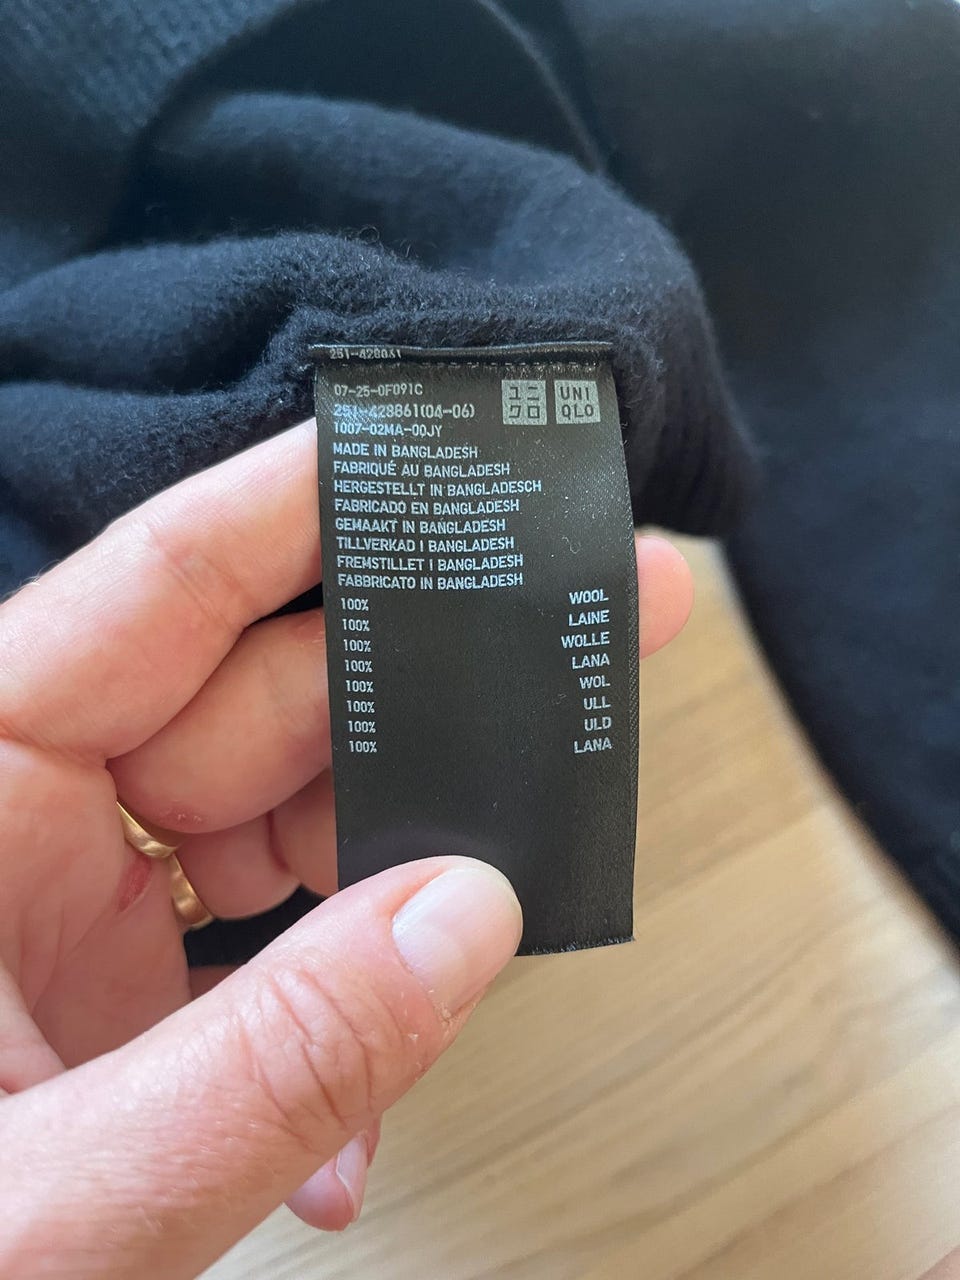 251-428861
07-25-0F091C
251-428861(04-06)
1007-02MA-00JY
ユニ
クロ
UNI
QLO
MADE IN BANGLADESH
FABRIQUÉ AU BANGLADESH
HERGESTELLT IN BANGLADESCH
FABRICADO EN BANGLADESH
GEMAAKT IN BANGLADESH
TILLVERKAD I BANGLADESH
FREMSTILLET I BANGLADESH
FABBRICATO IN BANGLADESH
100% WOOL
100% LAINE
100% WOLLE
100% LANA
100% WOL
100% ULL
100% ULD
100% LANA